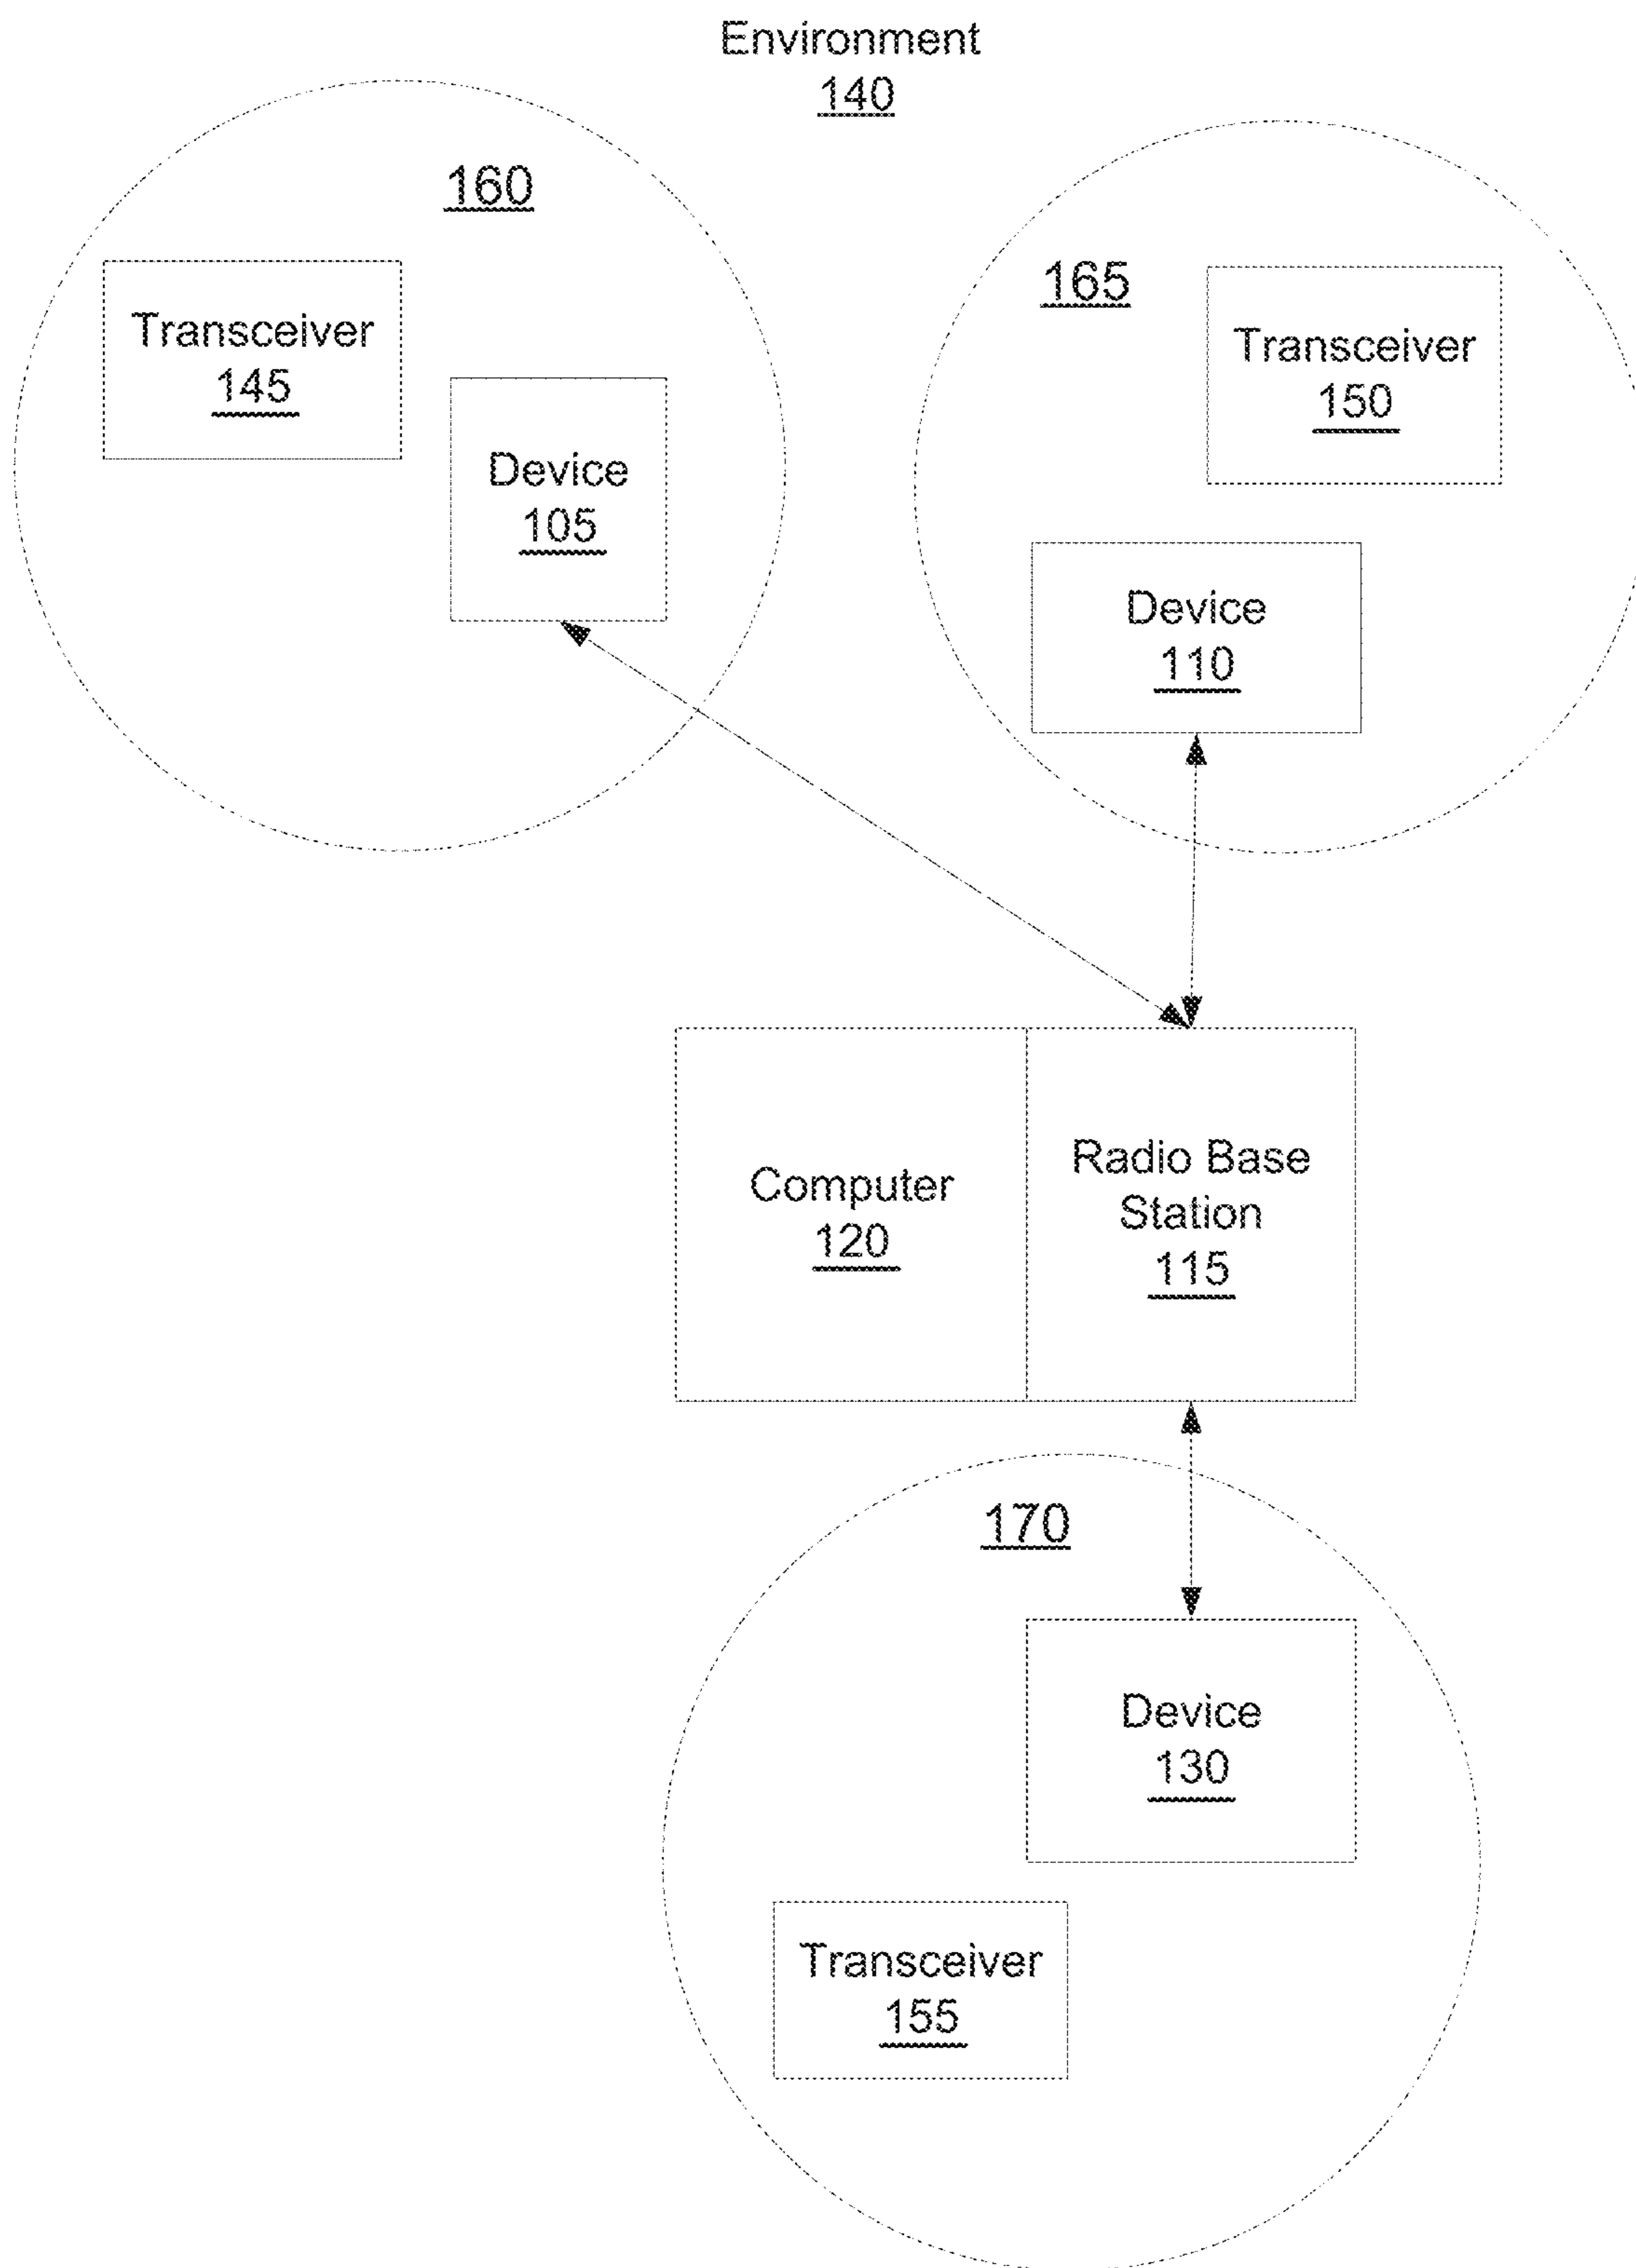 Environment
140
160
Transceiver
145
Device
105
165
Transceiver
150
Device
110
Computer
120
Radio Base
Station
115
170
Device
130
Transceiver
155